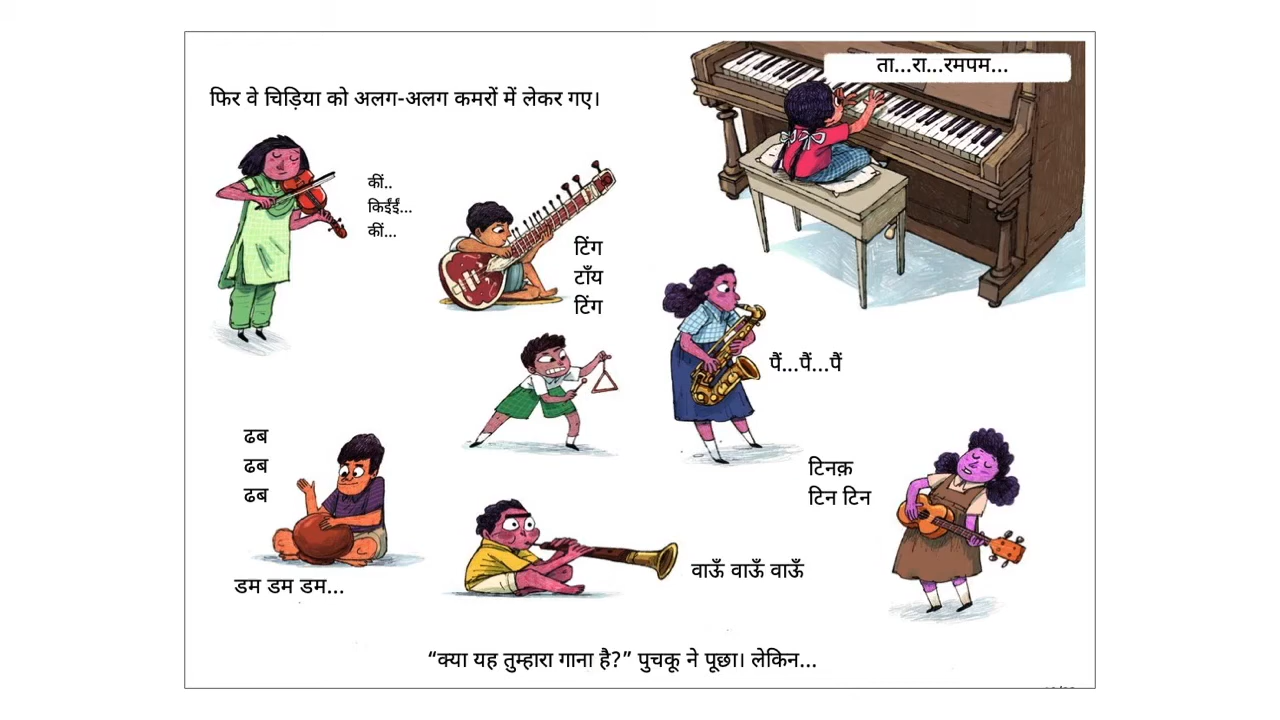 फिर वे चिड़िया को अलग-अलग कमरों में लेकर गए।
ता...रा...रमपम...
कीं..
किईंईं...
कीं...
टिंग
टाँय
टिंग
पैं...पैं...पैं
ढब
ढब
ढब
डम डम डम...
टिनक़
टिन टिन
वाऊँ वाऊँ वाऊँ
“क्या यह तुम्हारा गाना है?” पुचकू ने पूछा। लेकिन...